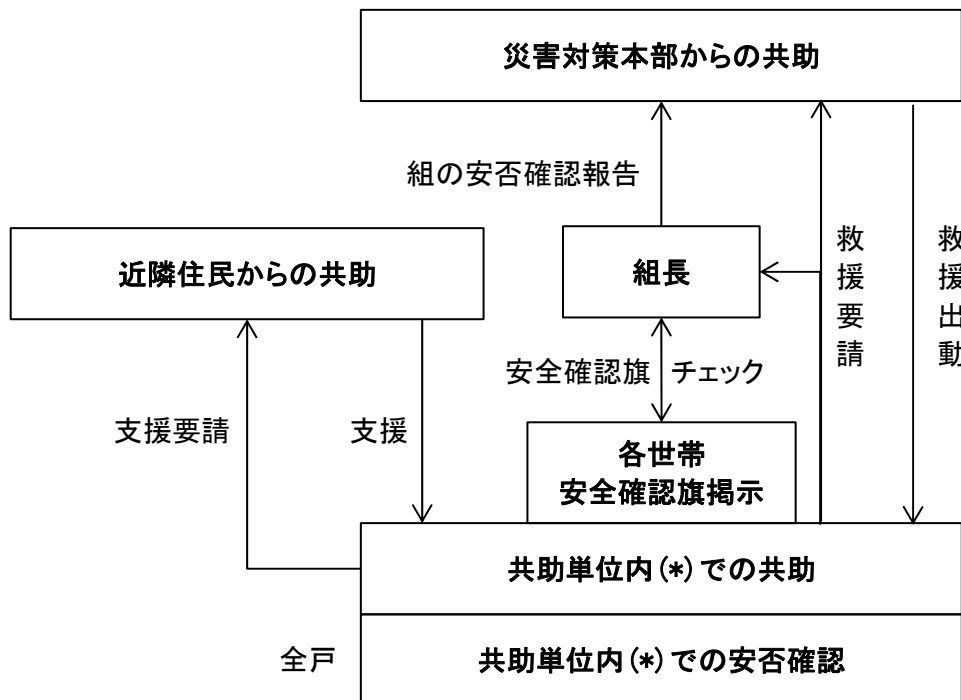 災害対策本部からの共助
組の安否確認報告
近隣住民からの共助
組長
救援要請
救援出動
安全確認旗 チェック
支援要請
支援
各世帯
安全確認旗掲示
共助単位内(*)での共助
全戸
共助単位内(*)での安否確認